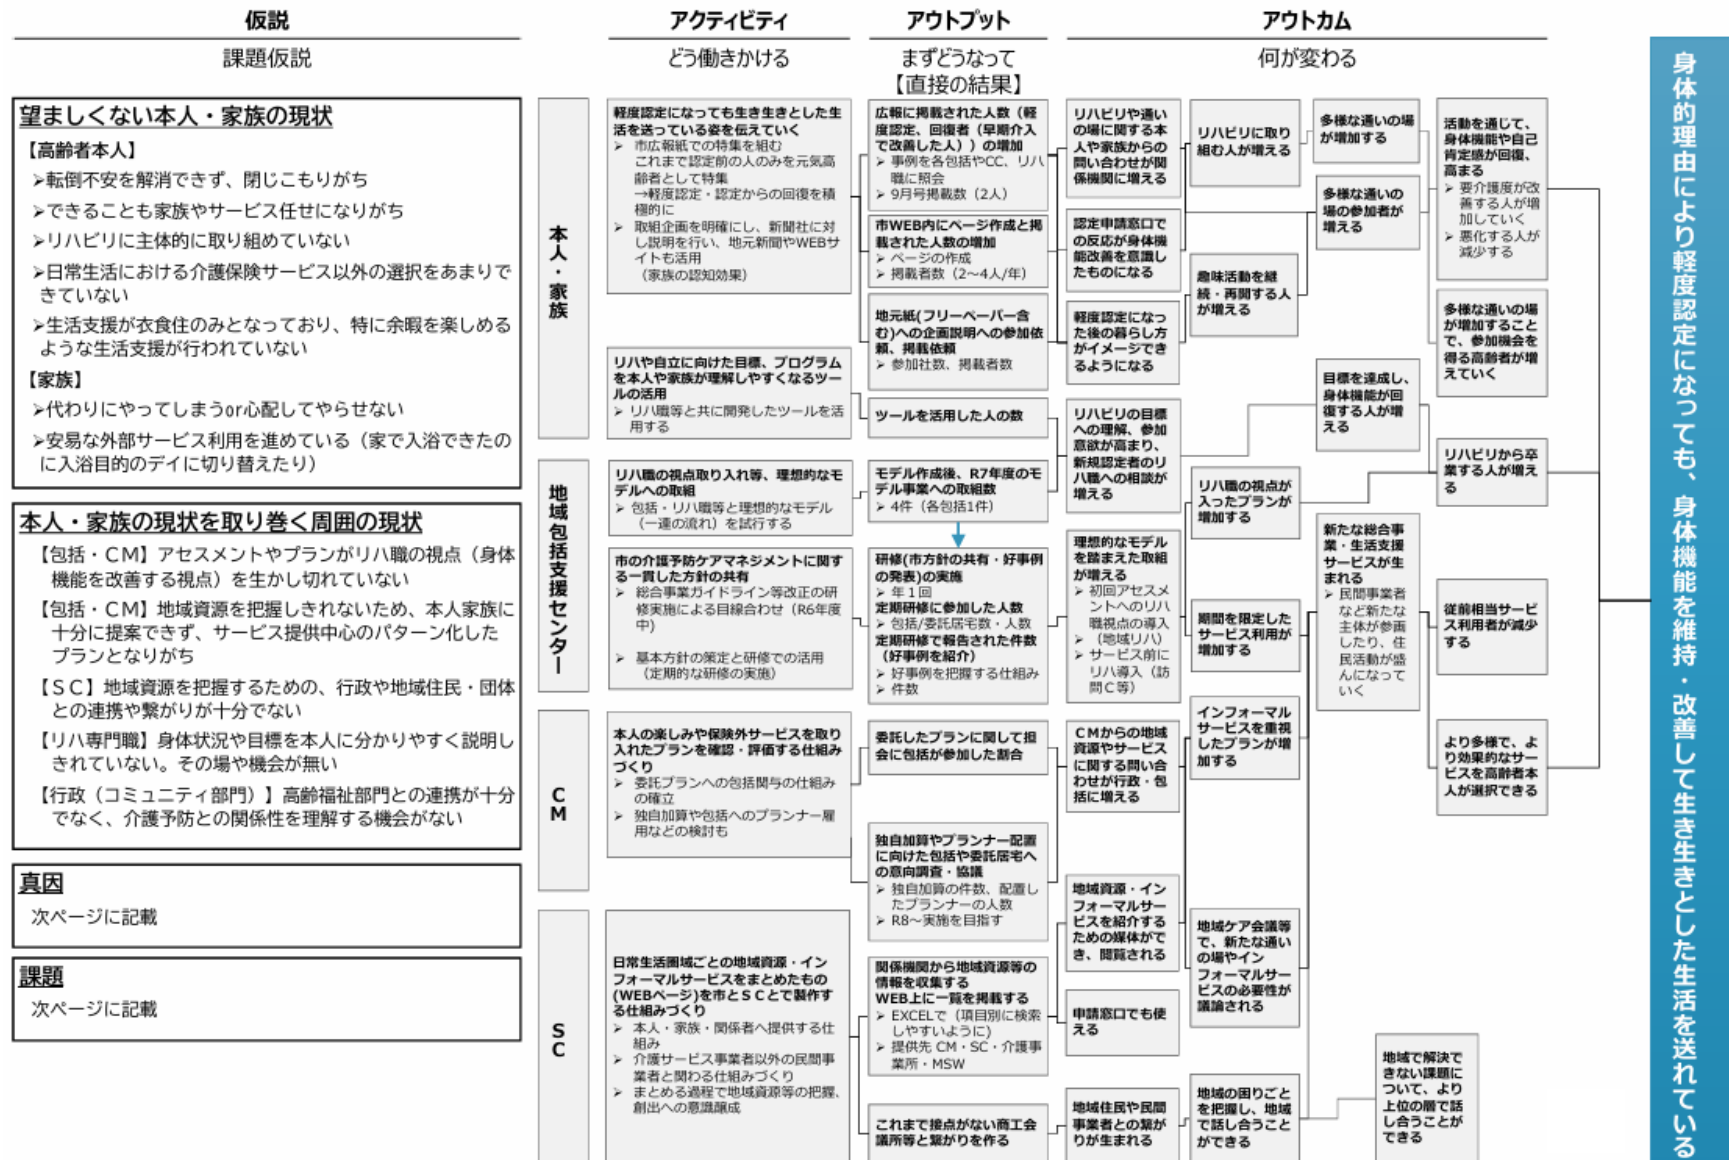 仮説
課題仮説
アクティビティ
どう働きかける
アウトプット
まずどうなって
【直接の結果】
アウトカム
何が変わる
望ましくない本人・家族の現状
【高齢者本人】
➢転倒不安を解消できず、閉じこもりがち
➢できることも家族やサービス任せになりがち
➢リハビリに主体的に取り組めていない
➢日常生活における介護保険サービス以外の選択をあまりで
きていない
➢生活支援が衣食住のみとなっており、特に余暇を楽しめる
ような生活支援が行われていない
【家族】
➢代わりにやってしまうor心配してやらせない
➢安易な外部サービス利用を進めている（家で入浴できたの
に入浴目的のデイに切り替えたり）
本人・家族の現状を取り巻く周囲の現状
【包括・ＣＭ】アセスメントやプランがリハ職の視点（身体
機能を改善する視点）を生かし切れていない
【包括・ＣＭ】地域資源を把握しきれないため、本人家族に
十分に提案できず、サービス提供中心のパターン化した
プランとなりがち
【ＳＣ】地域資源を把握するための、行政や地域住民・団体
との連携や繋がりが十分でない
【リハ専門職】身体状況や目標を本人に分かりやすく説明し
きれていない。その場や機会が無い
【行政（コミュニティ部門）】高齢福祉部門との連携が十分
でなく、介護予防との関係性を理解する機会がない
真因
次ページに記載
課題
次ページに記載
本人・家族
軽度認定になっても生き生きとした生
活を送っている姿を伝えていく
➢ 市広報紙での特集を組む
これまで認定前の人のみを元気高
齢者として特集
→軽度認定・認定からの回復を積
極的に
➢ 取組企画を明確にし、新聞社に対
し説明を行い、地元新聞やWEBサ
イトも活用
（家族の認知効果）
リハや自立に向けた目標、プログラム
を本人や家族が理解しやすくなるツー
ルの活用
➢ リハ職等と共に開発したツールを活
用する
広報に掲載された人数（軽
度認定、回復者（早期介入
で改善した人））の増加
➢ 事例を各包括やCC、リハ
職に照会
➢ 9月号掲載数（2人）
市WEB内にページ作成と掲
載された人数の増加
➢ ページの作成
➢ 掲載者数（2～4人/年）
地元紙(フリーペーパー含
む)への企画説明への参加依
頼、掲載依頼
➢ 参加社数、掲載者数
ツールを活用した人の数
リハビリや通い
の場に関する本
人や家族からの
問い合わせが関
係機関に増える
認定申請窓口で
の反応が身体機
能改善を意識し
たものになる
軽度認定になっ
た後の暮らし方
がイメージでき
るようになる
リハビリの目標
への理解、参加
意欲が高まり、
新規認定者のリ
ハ職への相談が
増える
リハビリに取り
組む人が増える
趣味活動を継
続・再開する人
が増える
多様な通いの場
が増加する
多様な通いの
場の参加者が
増える
目標を達成し、
身体機能が回
復する人が増
える
活動を通じて、
身体機能や自己
肯定感が回復、
高まる
➢ 要介護度が改
善する人が増
加していく
➢ 悪化する人が
減少する
多様な通いの場
が増加すること
で、参加機会を
得る高齢者が増
えていく
リハビリから卒
業する人が増え
る
地域包括支援センター
リハ職の視点取り入れ等、理想的なモ
デルへの取組
➢ 包括・リハ職等と理想的なモデル
（一連の流れ）を試行する
市の介護予防ケアマネジメントに関す
る一貫した方針の共有
➢ 総合事業ガイドライン等改正の研
修実施による目線合わせ（R6年度
中）
➢ 基本方針の策定と研修での活用
（定期的な研修の実施）
モデル作成後、R7年度のモ
デル事業への取組数
➢ 4件（各包括1件）
研修(市方針の共有・好事例
の発表)の実施
➢ 年１回
定期研修に参加した人数
➢ 包括/委託居宅数・人数
定期研修で報告された件数
（好事例を紹介）
➢ 好事例を把握する仕組み
➢ 件数
理想的なモデル
を踏まえた取組
が増える
➢ 初回アセスメ
ントへのリハ
職視点の導入
➢ （地域リハ）
➢ サービス前に
リハ導入（訪
問Ｃ等）
リハ職の視点が
入ったプランが
増加する
期間を限定した
サービス利用が
増加する
新たな総合事
業・生活支援
サービスが生
まれる
➢ 民間事業者
など新たな
主体が参画
したり、住
民活動が盛
んになって
いく
従前相当サービ
ス利用者が減少
する
ＣＭ
本人の楽しみや保険外サービスを取り
入れたプランを確認・評価する仕組み
づくり
➢ 委託プランへの包括関与の仕組み
の確立
➢ 独自加算や包括へのプランナー雇
用などの検討も
委託したプランに関して担
会に包括が参加した割合
独自加算やプランナー配置
に向けた包括や委託居宅へ
の意向調査・協議
➢ 独自加算の件数、配置し
たプランナーの人数
➢ R8～実施を目指す
ＣＭからの地域
資源やサービス
に関する問い合
わせが行政・包
括に増える
インフォーマル
サービスを重視
したプランが増
加する
より多様で、よ
り効果的なサー
ビスを高齢者本
人が選択できる
ＳＣ
日常生活圏域ごとの地域資源・イン
フォーマルサービスをまとめたもの
(WEBページ)を市とＳＣとで製作す
る仕組みづくり
➢ 本人・家族・関係者へ提供する仕
組み
➢ 介護サービス事業者以外の民間事
業者と関わる仕組みづくり
➢ まとめる過程で地域資源等の把握、
創出への意識醸成
関係機関から地域資源等の
情報を収集する
WEB上に一覧を掲載する
➢ EXCELで（項目別に検索
しやすいように)
➢ 提供先 CM・SC・介護事
業所・MSW
これまで接点がない商工会
議所等と繋がりを作る
地域資源・イン
フォーマルサー
ビスを紹介する
ための媒体がで
き、閲覧される
申請窓口でも使
える
地域住民や民間
事業者との繋が
りが生まれる
地域ケア会議等
で、新たな通い
の場やイン
フォーマルサー
ビスの必要性が
議論される
地域の困りごと
を把握し、地域
で話し合うこと
ができる
地域で解決で
きない課題に
ついて、より
上位の層で話
し合うことが
できる
身体的理由により軽度認定になっても、身体機能を維持・改善して生き生きとした生活を送れている